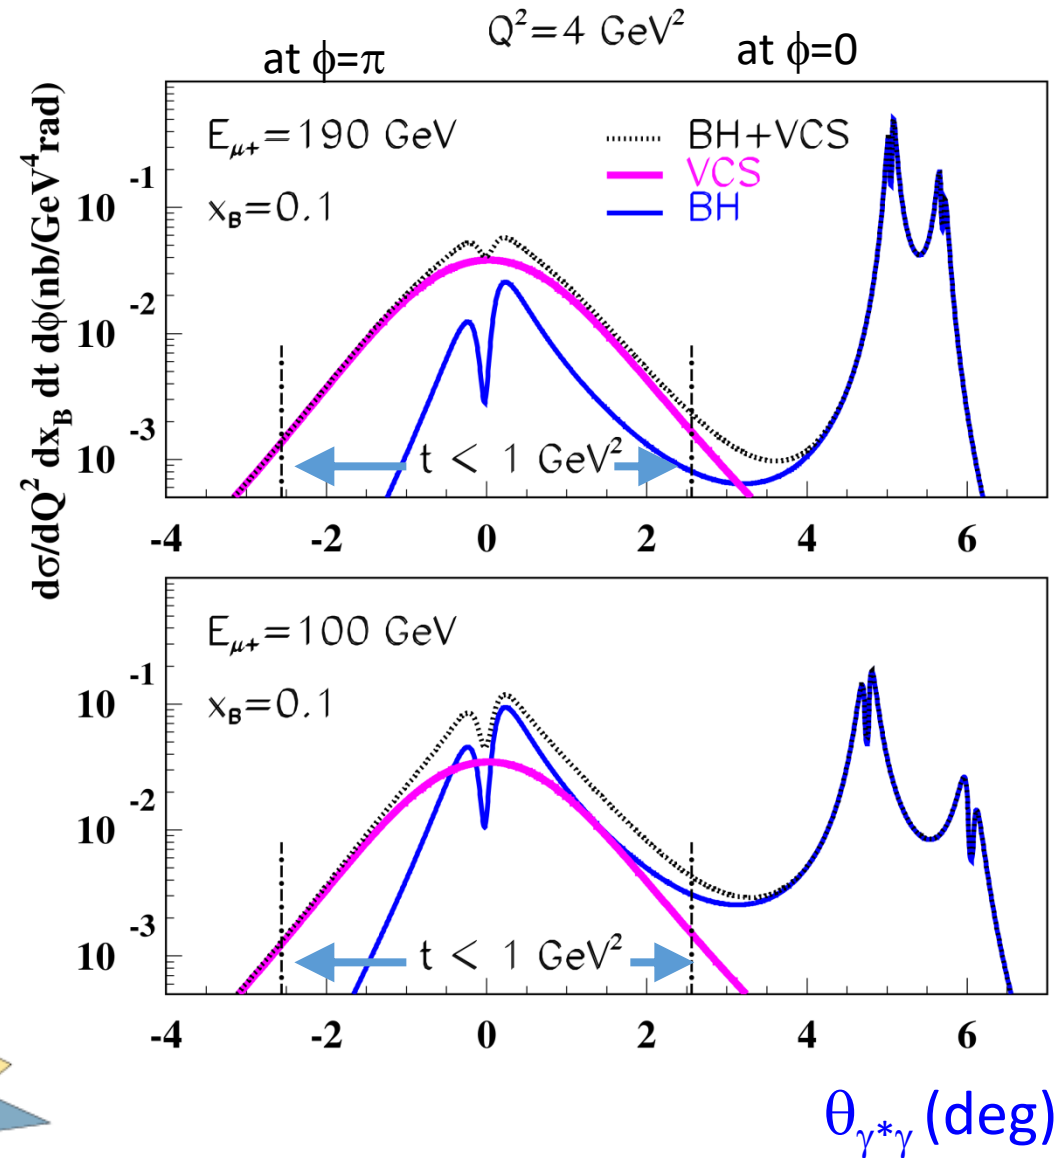 Q²=4 GeV²
at ϕ=π
at ϕ=0
dσ/dQ² dx_B dt dϕ(nb/GeV⁴rad)
E_μ+=190 GeV
x_B=0.1
BH+VCS
VCS
BH
10⁻¹
10⁻²
10⁻³
t < 1 GeV²
-4 -2 0 2 4 6
E_μ+=100 GeV
x_B=0.1
10⁻¹
10⁻²
10⁻³
t < 1 GeV²
-4 -2 0 2 4 6
θ_γ*γ (deg)